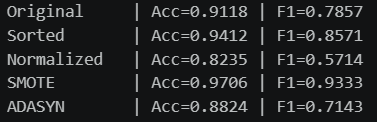 Original | Acc=0.9118 | F1=0.7857
Sorted | Acc=0.9412 | F1=0.8571
Normalized | Acc=0.8235 | F1=0.5714
SMOTE | Acc=0.9706 | F1=0.9333
ADASYN | Acc=0.8824 | F1=0.7143